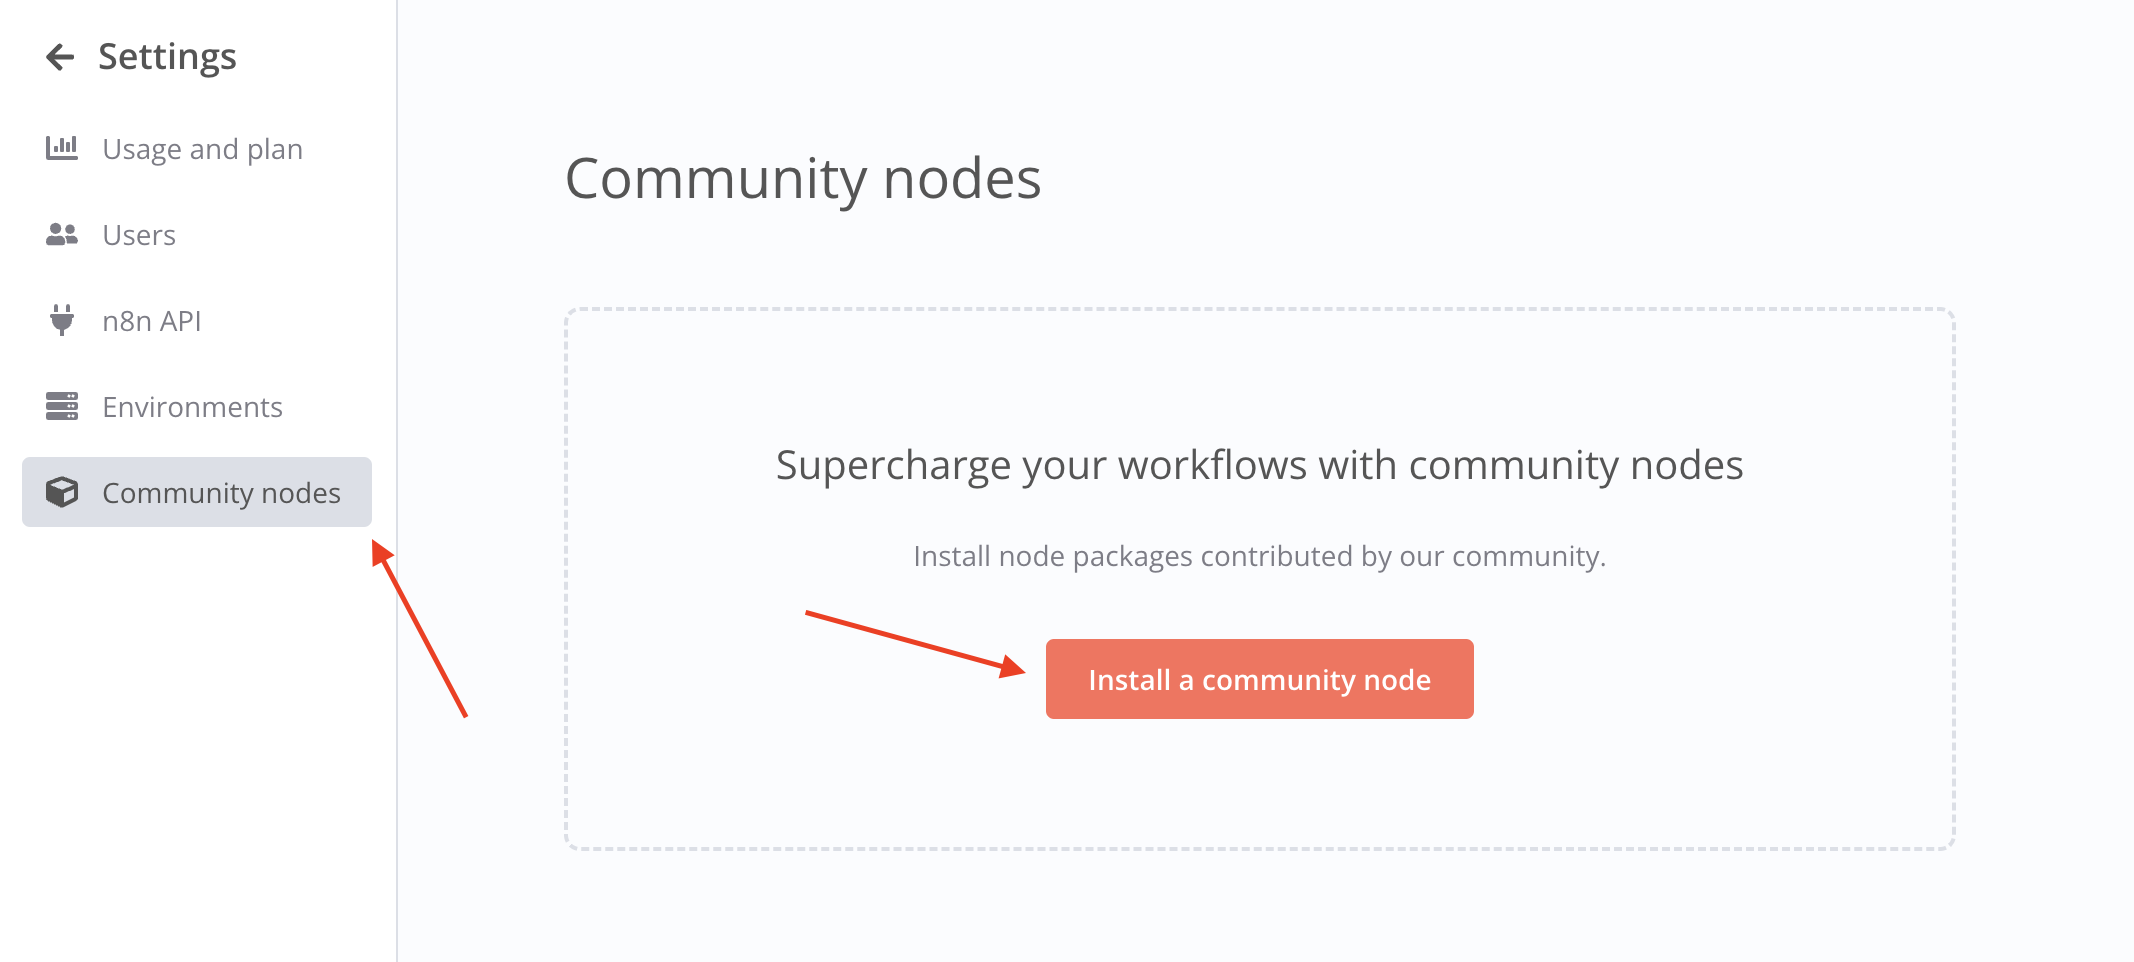 Settings
Usage and plan
Users
n8n API
Environments
Community nodes
Community nodes
Supercharge your workflows with community nodes
Install node packages contributed by our community.
Install a community node